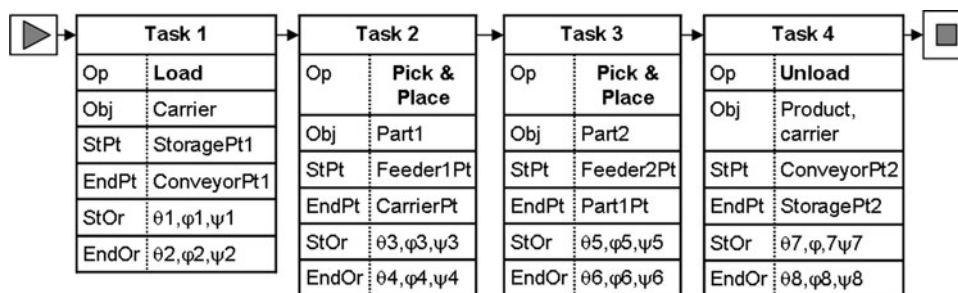 Task 1
Op Load
Obj Carrier
StPt StoragePt1
EndPt ConveyorPt1
StOr θ1,φ1,ψ1
EndOr θ2,φ2,ψ2
Task 2
Op Pick &
Place
Obj Part1
StPt Feeder1Pt
EndPt CarrierPt
StOr θ3,φ3,ψ3
EndOr θ4,φ4,ψ4
Task 3
Op Pick &
Place
Obj Part2
StPt Feeder2Pt
EndPt Part1Pt
StOr θ5,φ5,ψ5
EndOr θ6,φ6,ψ6
Task 4
Op Unload
Obj Product,
carrier
StPt ConveyorPt2
EndPt StoragePt2
StOr θ7,φ,7ψ7
EndOr θ8,φ8,ψ8